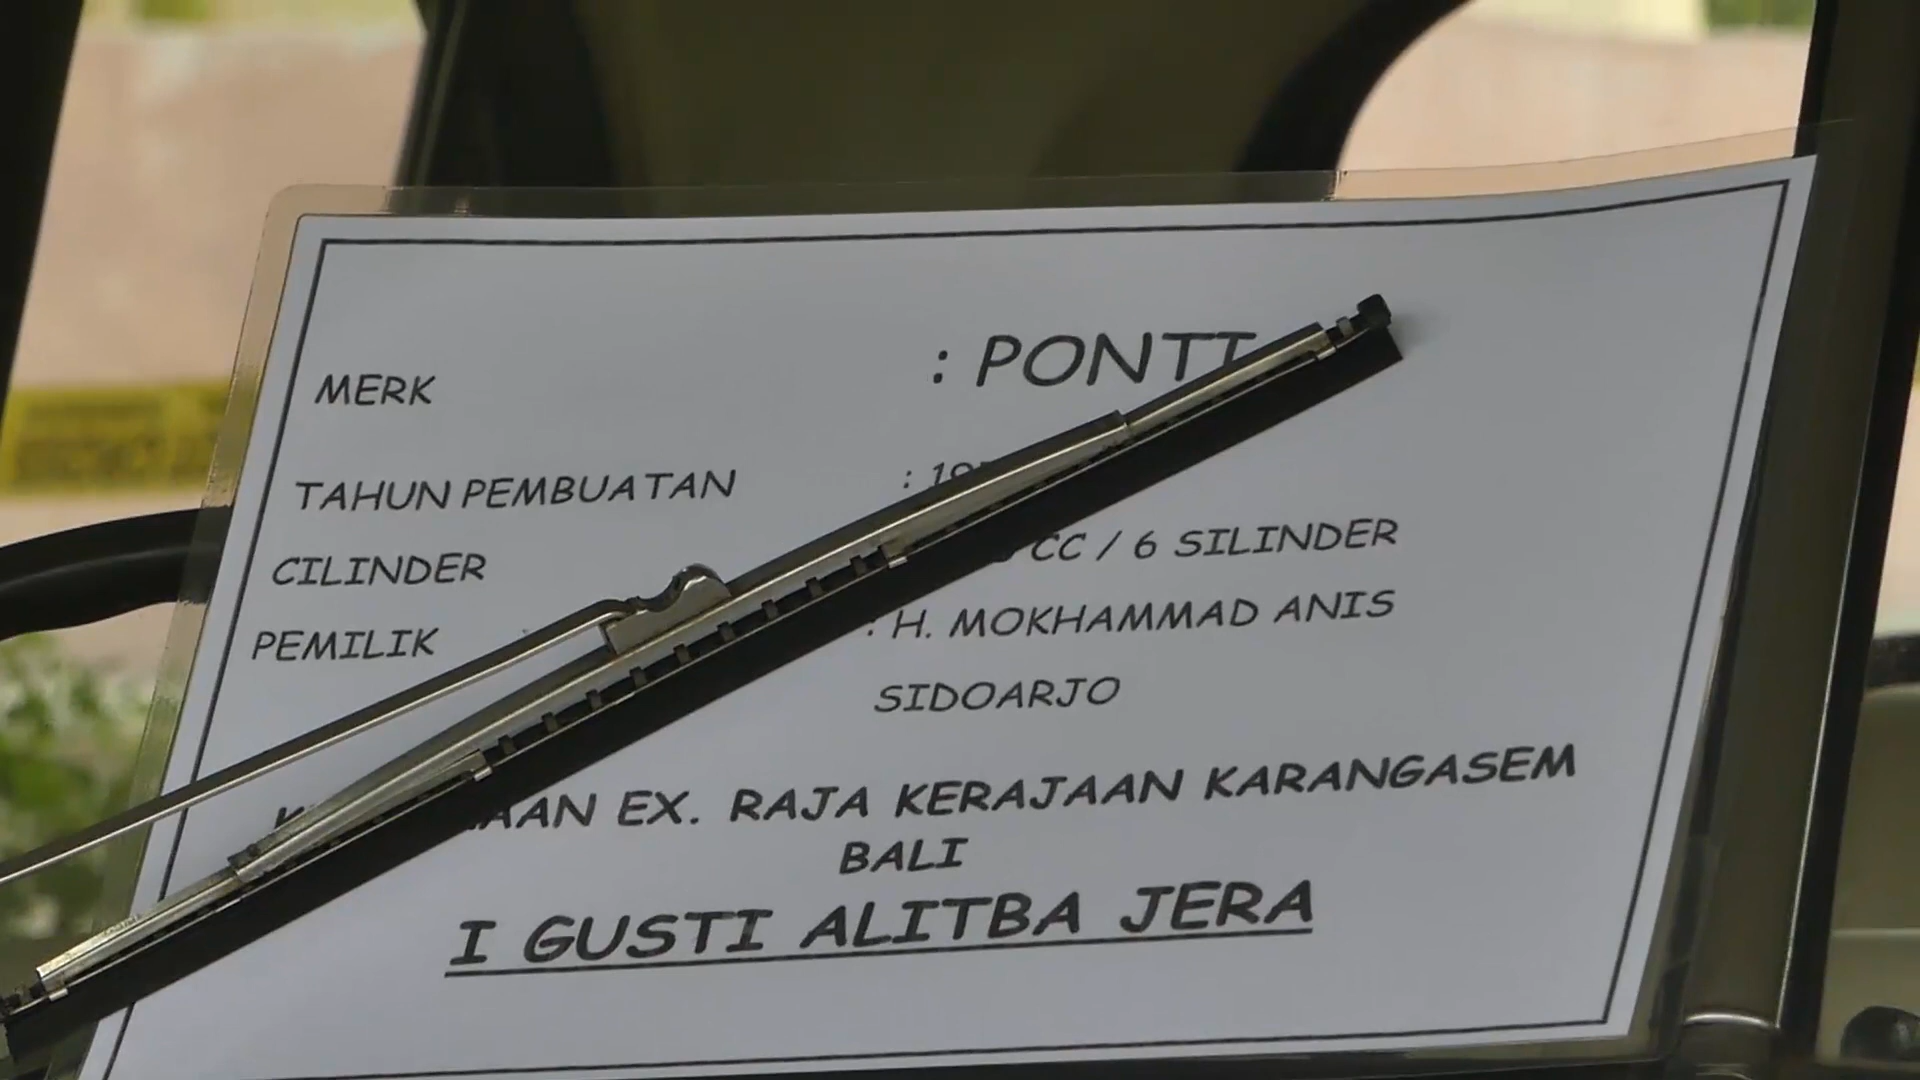 MERK : PONTI
TAHUN PEMBUATAN : 19
CILINDER CC / 6 SILINDER
PEMILIK : H. MOKHAMMAD ANIS
SIDOARJO
EX. RAJA KERAJAAN KARANGASEM
BALI
I GUSTI ALITBA JERA